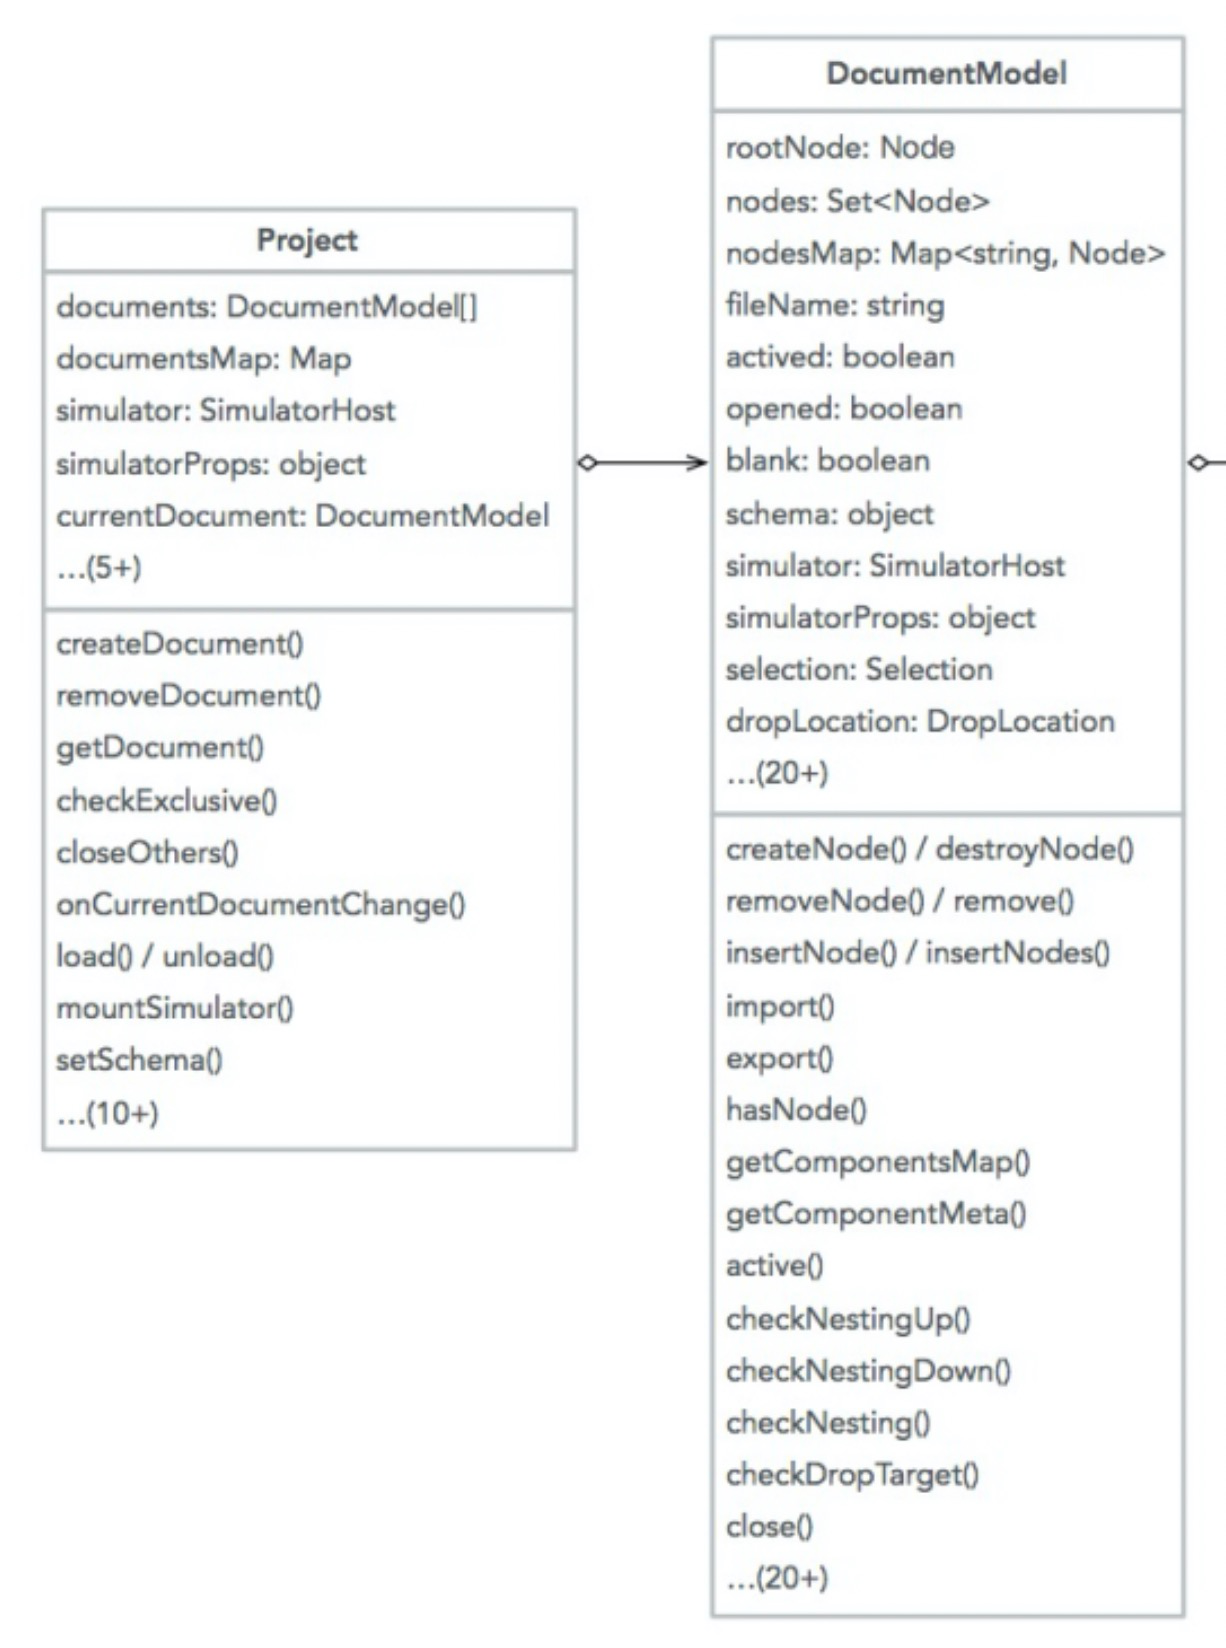 Project
documents: DocumentModel[]
documentsMap: Map
simulator: SimulatorHost
simulatorProps: object
currentDocument: DocumentModel
...(5+)
createDocument()
removeDocument()
getDocument()
checkExclusive()
closeOthers()
onCurrentDocumentChange()
load() / unload()
mountSimulator()
setSchema()
...(10+)
DocumentModel
rootNode: Node
nodes: Set<Node>
nodesMap: Map<string, Node>
fileName: string
actived: boolean
opened: boolean
blank: boolean
schema: object
simulator: SimulatorHost
simulatorProps: object
selection: Selection
dropLocation: DropLocation
...(20+)
createNode() / destroyNode()
removeNode() / remove()
insertNode() / insertNodes()
import()
export()
hasNode()
getComponentsMap()
getComponentMeta()
active()
checkNestingUp()
checkNestingDown()
checkNesting()
checkDropTarget()
close()
...(20+)